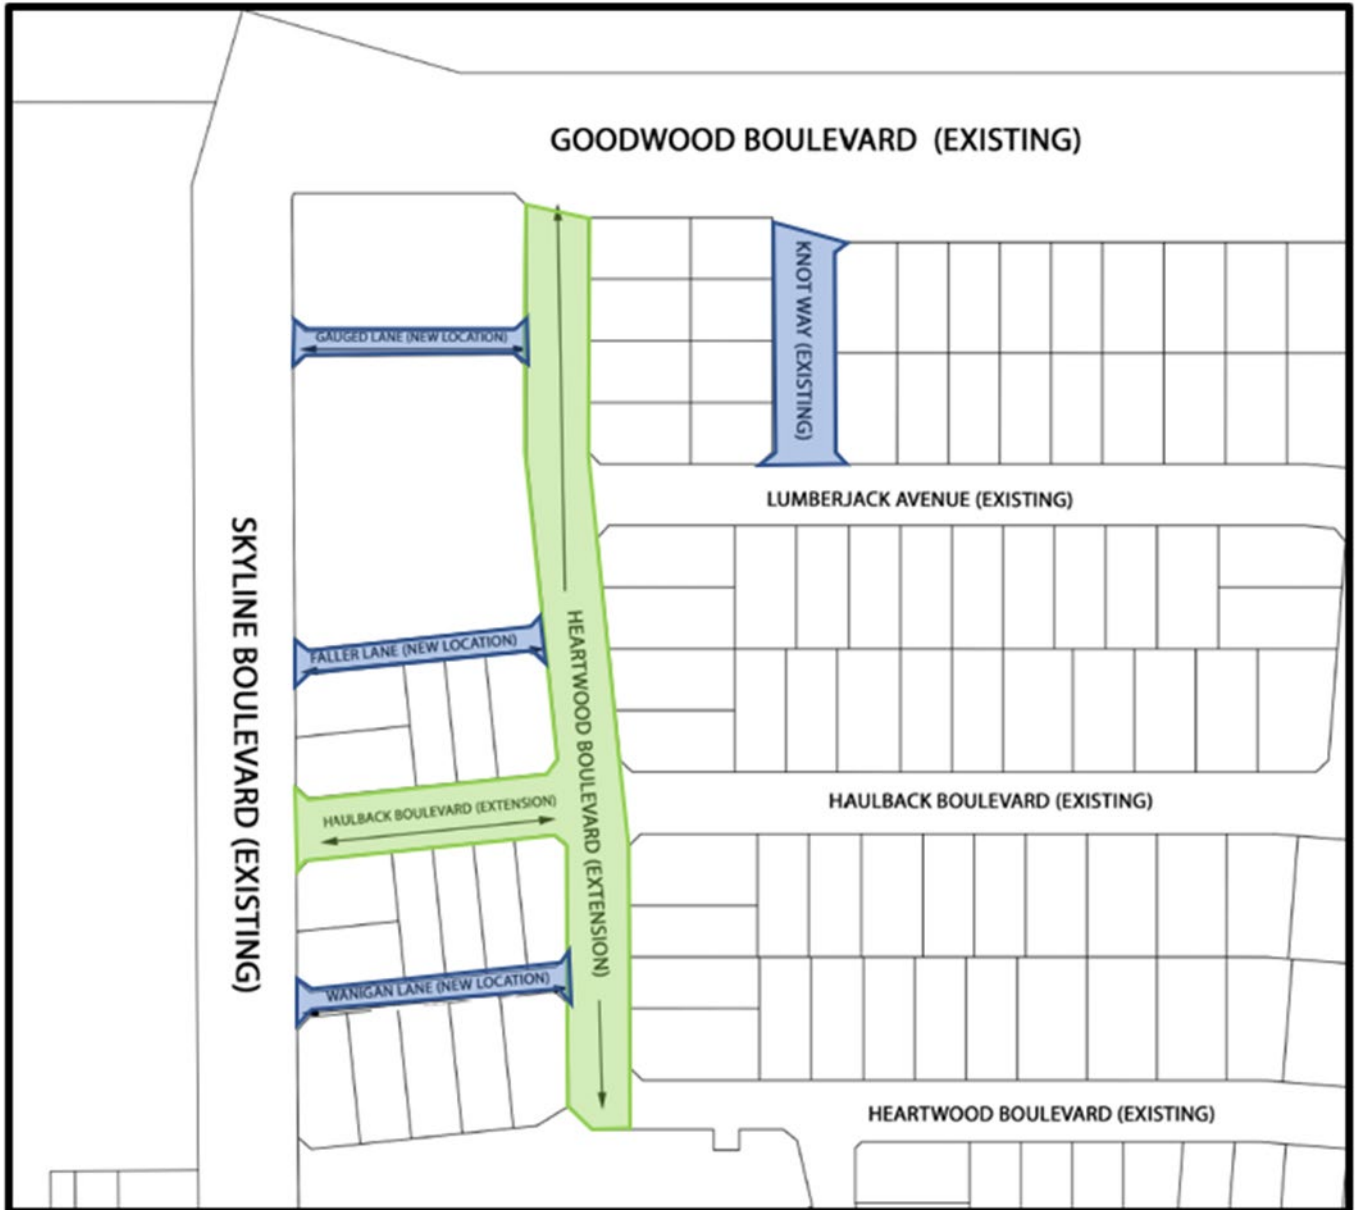 GOODWOOD BOULEVARD (EXISTING)
KNOT WAY (EXISTING)
GAUGED LANE (NEW LOCATION)
LUMBERJACK AVENUE (EXISTING)
SKYLINE BOULEVARD (EXISTING)
HEARTWOOD BOULEVARD (EXTENSION)
FALLER LANE (NEW LOCATION)
HAULBACK BOULEVARD (EXTENSION)
HAULBACK BOULEVARD (EXISTING)
WANIGAN LANE (NEW LOCATION)
HEARTWOOD BOULEVARD (EXISTING)